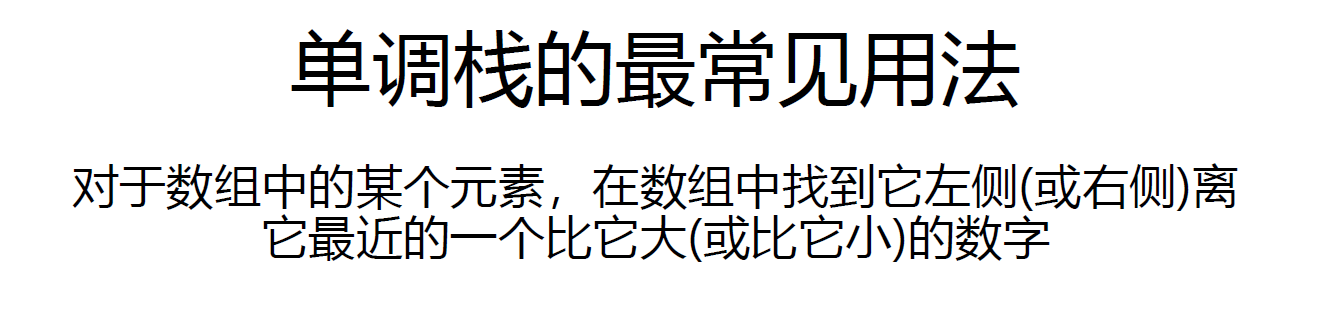 单调栈的最常见用法
对于数组中的某个元素，在数组中找到它左侧(或右侧)离
它最近的一个比它大(或比它小)的数字